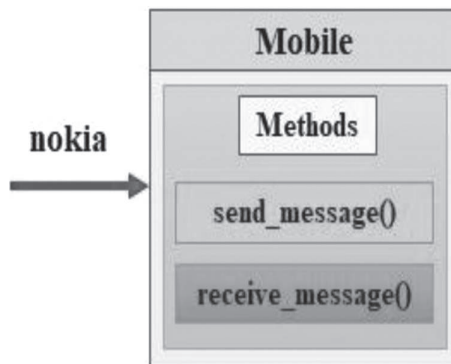 Mobile
nokia
Methods
send_message()
receive_message()